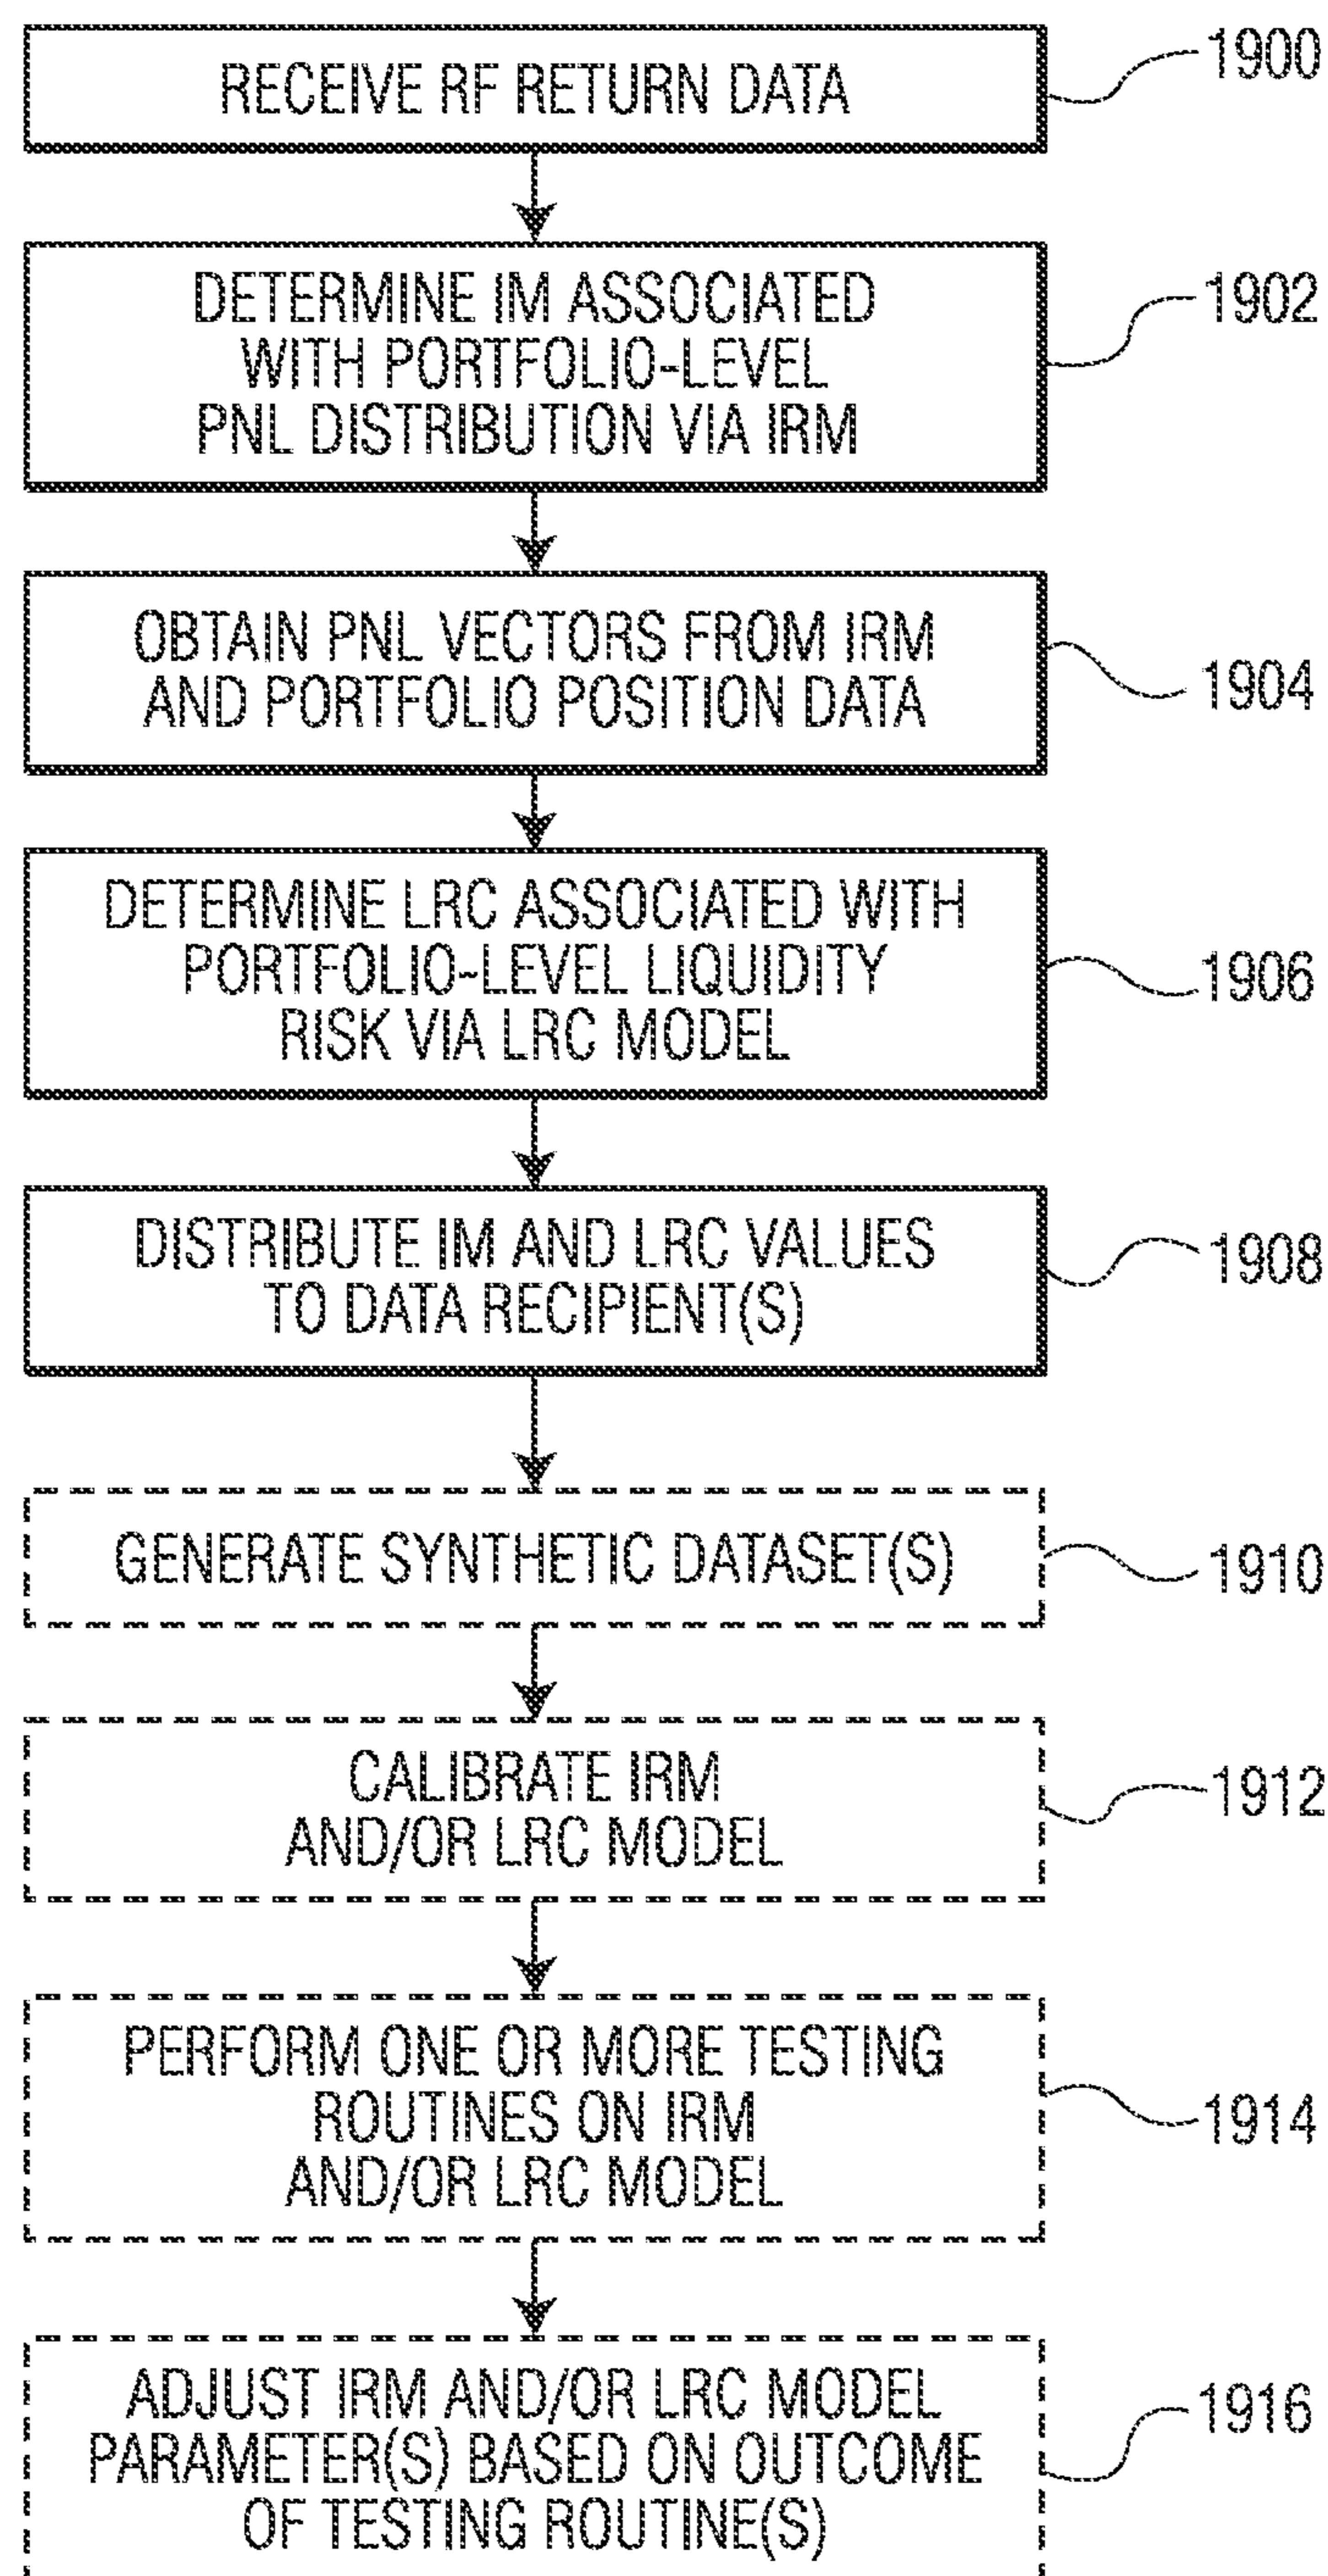 RECEIVE RF RETURN DATA
1900
DETERMINE IM ASSOCIATED
WITH PORTFOLIO-LEVEL
PNL DISTRIBUTION VIA IRM
1902
OBTAIN PNL VECTORS FROM IRM
AND PORTFOLIO POSITION DATA
1904
DETERMINE LRC ASSOCIATED WITH
PORTFOLIO-LEVEL LIQUIDITY
RISK VIA LRC MODEL
1906
DISTRIBUTE IM AND LRC VALUES
TO DATA RECIPIENT(S)
1908
GENERATE SYNTHETIC DATASET(S)
1910
CALIBRATE IRM
AND/OR LRC MODEL
1912
PERFORM ONE OR MORE TESTING
ROUTINES ON IRM
AND/OR LRC MODEL
1914
ADJUST IRM AND/OR LRC MODEL
PARAMETER(S) BASED ON OUTCOME
OF TESTING ROUTINE(S)
1916